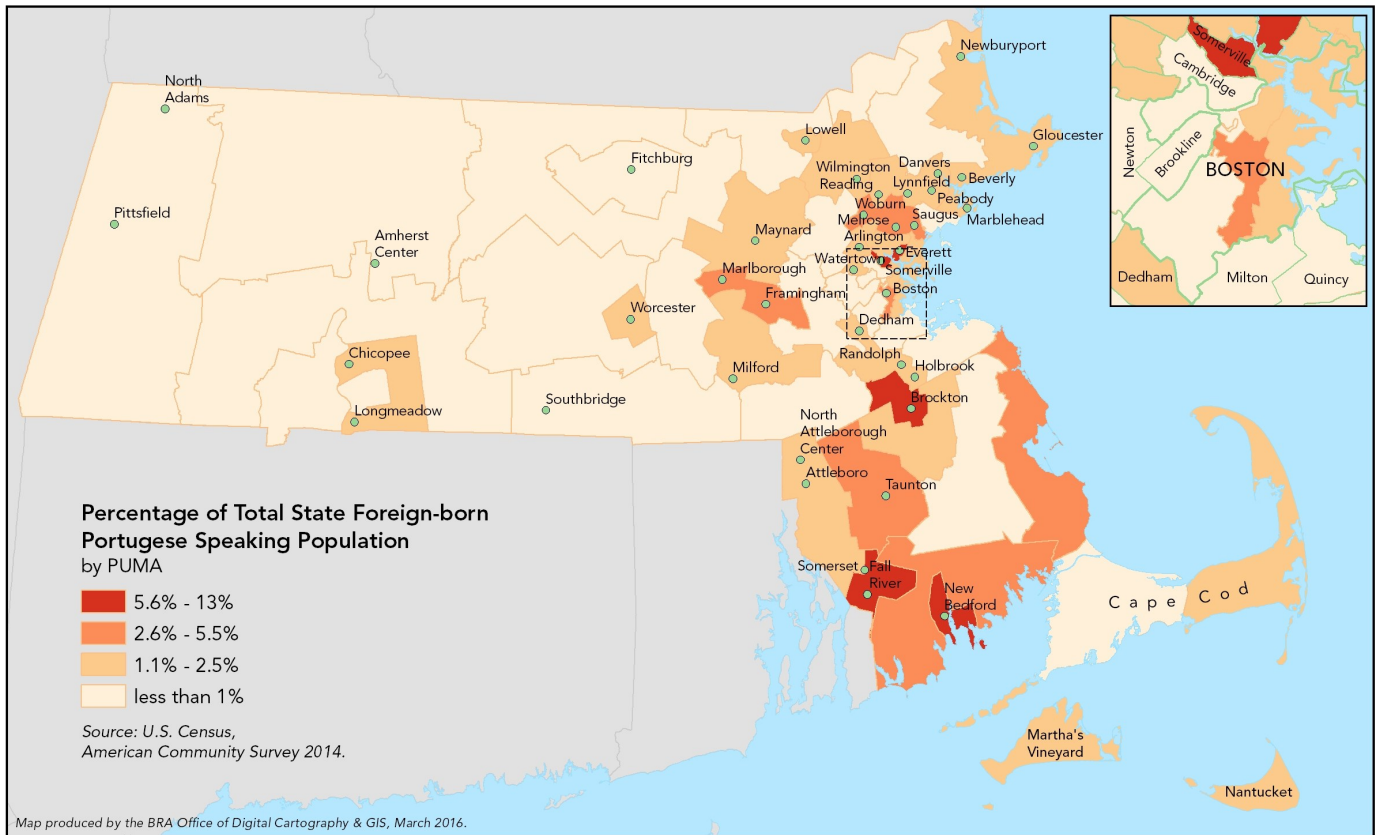 North
Adams
Pittsfield
Amherst
Center
Fitchburg
Chicopee
Longmeadow
Southbridge
Worcester
Maynard
Marlborough
Framingham
Milford
Newburyport
Gloucester
Lowell
Wilmington
Danvers
Reading
Lynnfield
Beverly
Peabody
Woburn
Marblehead
Melrose
Saugus
Arlington
Everett
Watertown
Somerville
Boston
Dedham
Randolph
Holbrook
Brockton
North
Attleborough
Center
Attleboro
Taunton
Somerset
Fall
River
New
Bedford
Cape Cod
Martha's
Vineyard
Nantucket
Somerville
Cambridge
Newton
Brookline
BOSTON
Dedham
Milton
Quincy
Percentage of Total State Foreign-born
Portugese Speaking Population
by PUMA
5.6% - 13%
2.6% - 5.5%
1.1% - 2.5%
less than 1%
Source: U.S. Census,
American Community Survey 2014.
Map produced by the BRA Office of Digital Cartography & GIS, March 2016.